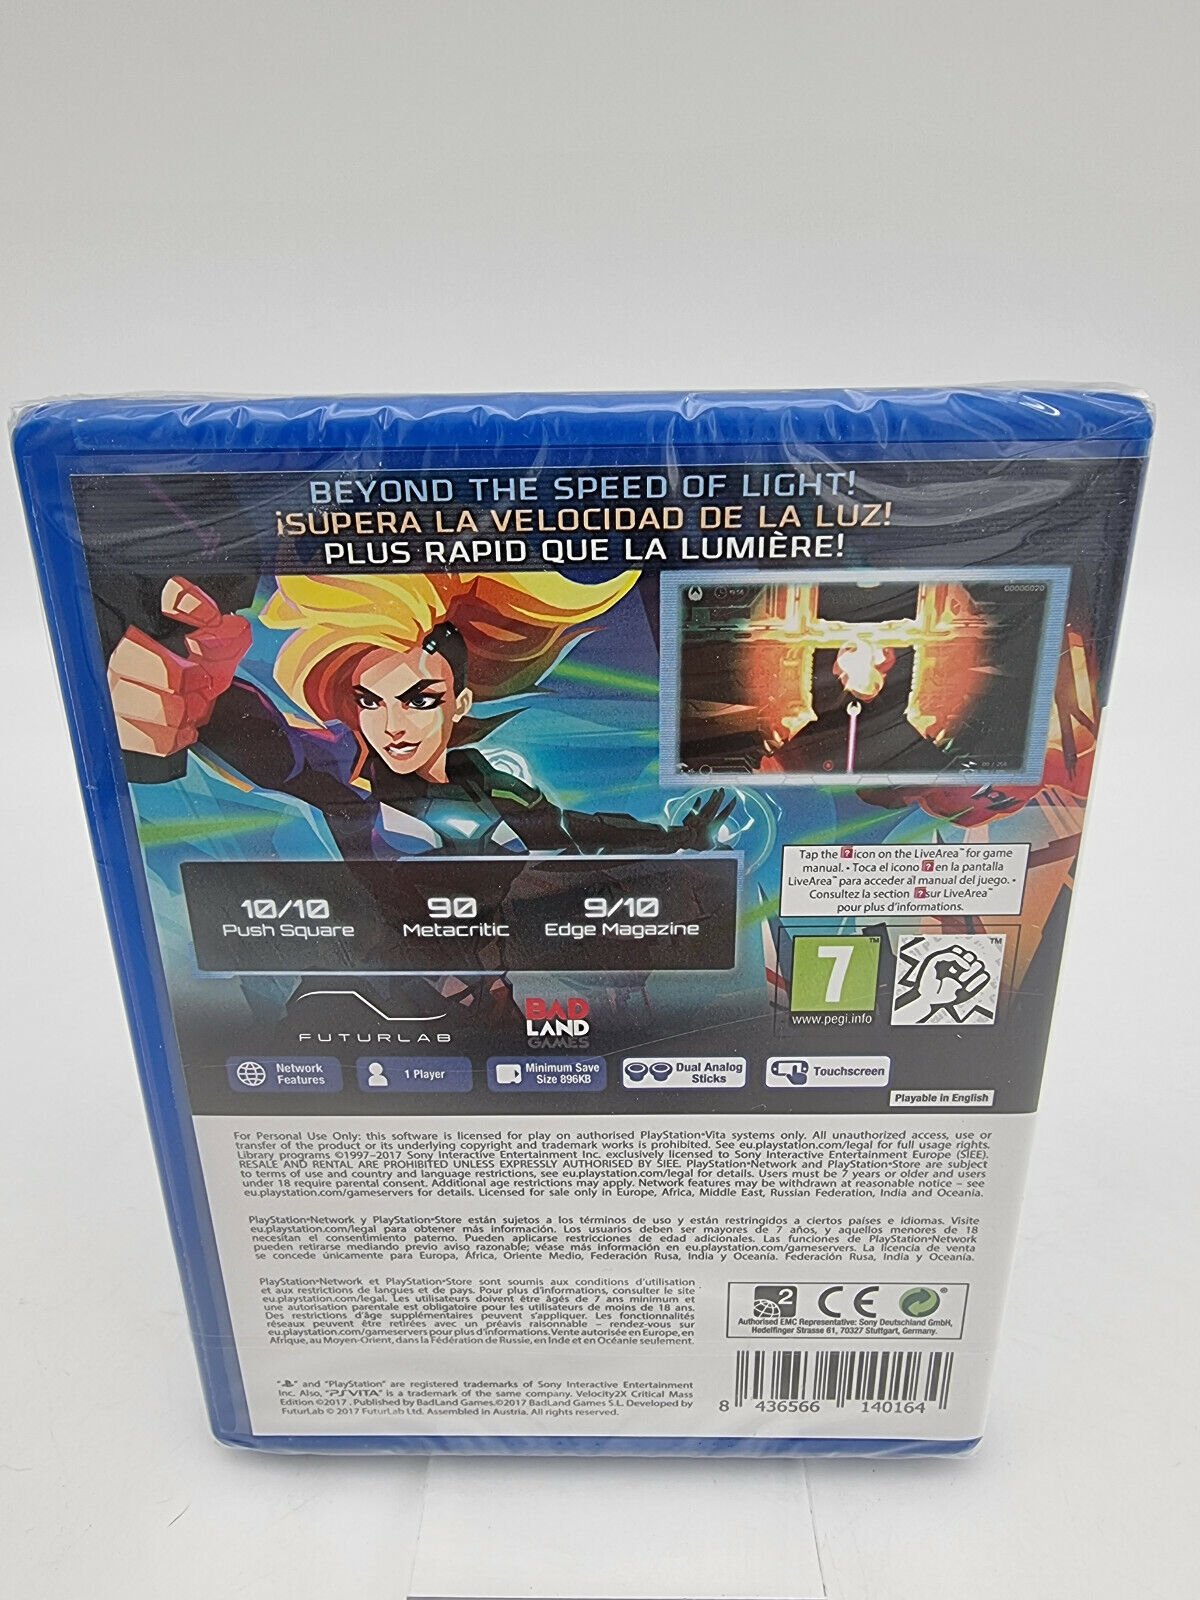 BEYOND THE SPEED OF LIGHT!
¡SUPERA LA VELOCIDAD DE LA LUZ!
PLUS RAPID QUE LA LUMIÈRE!
00000020
Tap the ? icon on the LiveArea™ for game
manual. • Toca el icono ? en la pantalla
LiveArea™ para acceder al manual del juego. •
Consultez la section ? sur LiveArea™
pour plus d'informations.
10/10
Push Square
90
Metacritic
9/10
Edge Magazine
7
™
www.pegi.info
™
FUTURLAB
BAD
LAND
GAMES
Network
Features
1 Player
Minimum Save
Size 896KB
Dual Analog
Sticks
Touchscreen
Playable in English
For Personal Use Only: this software is licensed for play on authorised PlayStation®Vita systems only. All unauthorized access, use or
transfer of the product or its underlying copyright and trademark works is prohibited. See eu.playstation.com/legal for full usage rights.
Library programs ©1997-2017 Sony Interactive Entertainment Inc. exclusively licensed to Sony Interactive Entertainment Europe (SIEE).
RESALE AND RENTAL ARE PROHIBITED UNLESS EXPRESSLY AUTHORISED BY SIEE. PlayStation®Network and PlayStation®Store are subject
to terms of use and country and language restrictions, see eu.playstation.com/legal for details. Users must be 7 years or older and users
under 18 require parental consent. Additional age restrictions may apply. Network features may be withdrawn at reasonable notice – see
eu.playstation.com/gameservers for details. Licensed for sale only in Europe, Africa, Middle East, Russian Federation, India and Oceania.
PlayStation®Network y PlayStation®Store están sujetos a los términos de uso y están restringidos a ciertos países e idiomas. Visite
eu.playstation.com/legal para obtener más información. Los usuarios deben ser mayores de 7 años, y aquellos menores de 18
necesitan el consentimiento paterno. Pueden aplicarse restricciones de edad adicionales. Las funciones de PlayStation®Network
pueden retirarse mediando previo aviso razonable; véase más información en eu.playstation.com/gameservers. La licencia de venta
se concede únicamente para Europa, África, Oriente Medio, Federación Rusa, India y Oceanía. Federación Rusa, India y Oceanía.
PlayStation®Network et PlayStation®Store sont soumis aux conditions d'utilisation
et aux restrictions de langues et de pays. Pour plus d'informations, consulter le site
eu.playstation.com/legal. Les utilisateurs doivent être âgés de 7 ans minimum et
une autorisation parentale est obligatoire pour les utilisateurs de moins de 18 ans.
Des restrictions d'âge supplémentaires peuvent s'appliquer. Les fonctionnalités
réseaux peuvent être retirées avec un préavis raisonnable – rendez-vous sur
eu.playstation.com/gameservers pour plus d'informations. Vente autorisée en Europe, en
Afrique, au Moyen-Orient, dans la Fédération de Russie, en Inde et en Océanie seulement.
2 CE
Authorised EMC Representative: Sony Deutschland GmbH,
Hedelfinger Strasse 61, 70327 Stuttgart, Germany.
" " and "PlayStation" are registered trademarks of Sony Interactive Entertainment
Inc. Also, "PSVITA" is a trademark of the same company. Velocity2X Critical Mass
Edition ©2017 . Published by BadLand Games.©2017 BadLand Games S.L. Developed by
FuturLab © 2017 FuturLab Ltd. Assembled in Austria. All rights reserved.
8 436566 140164